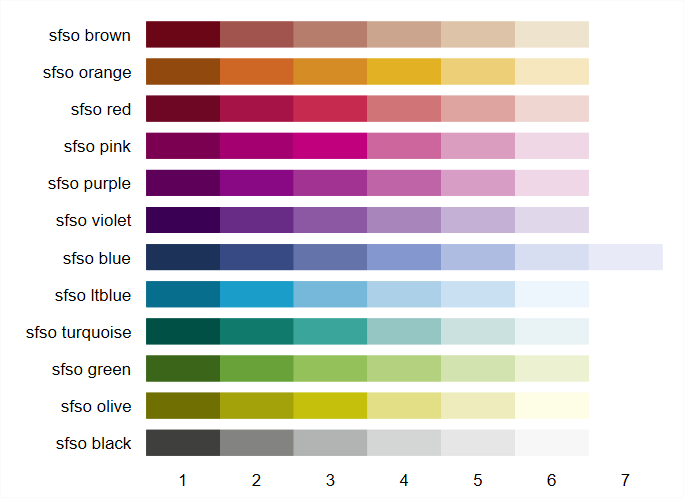 sfso brown
sfso orange
sfso red
sfso pink
sfso purple
sfso violet
sfso blue
sfso ltblue
sfso turquoise
sfso green
sfso olive
sfso black
1 2 3 4 5 6 7